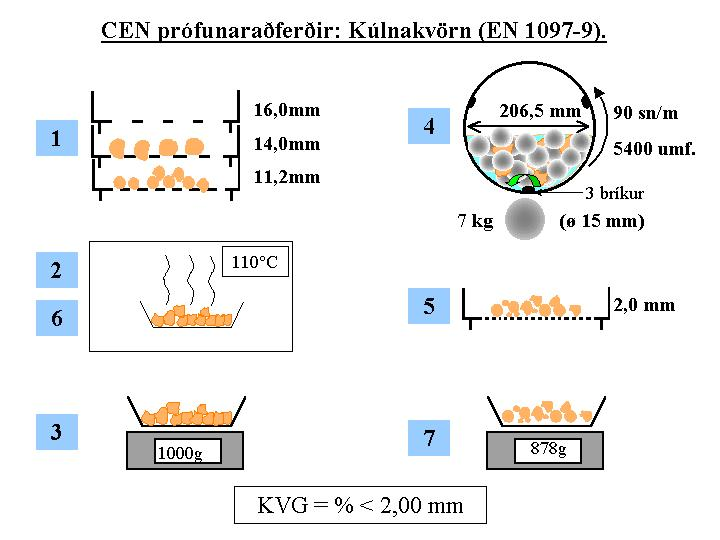 CEN prófunaraðferðir: Kúlnakvörn (EN 1097-9).
1
16,0mm
14,0mm
11,2mm
4
206,5 mm
90 sn/m
5400 umf.
3 bríkur
7 kg
(ø 15 mm)
2
6
110°C
5
2,0 mm
3
1000g
7
878g
KVG = % < 2,00 mm